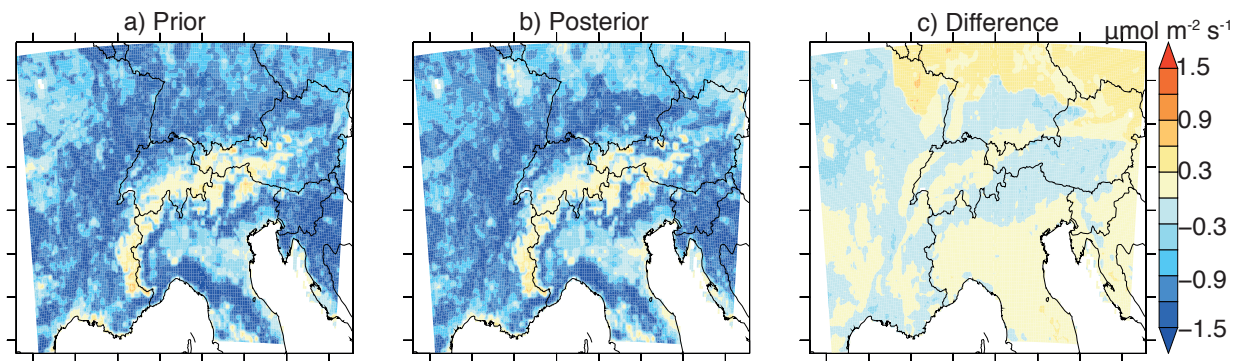 a) Prior
b) Posterior
c) Difference
μmol m⁻² s⁻¹
1.5
0.9
0.3
−0.3
−0.9
−1.5